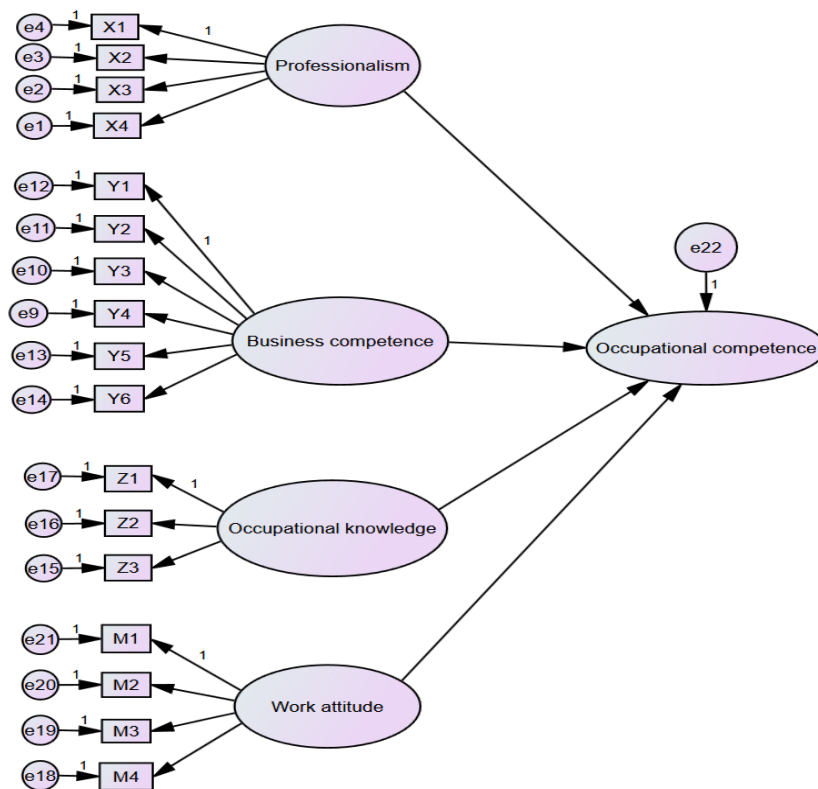 e4 1 X1 1
e3 1 X2
e2 1 X3
e1 1 X4
Professionalism
e12 1 Y1 1
e11 1 Y2
e10 1 Y3
e9 1 Y4
e13 1 Y5
e14 1 Y6
Business competence
e22
1
Occupational competence
e17 1 Z1 1
e16 1 Z2
e15 1 Z3
Occupational knowledge
e21 1 M1 1
e20 1 M2
e19 1 M3
e18 1 M4
Work attitude